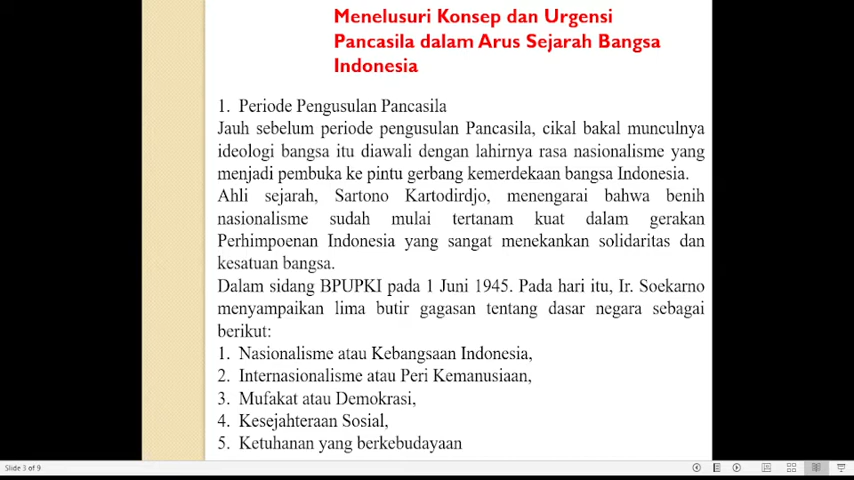 Menelusuri Konsep dan Urgensi
Pancasila dalam Arus Sejarah Bangsa
Indonesia
1. Periode Pengusulan Pancasila
Jauh sebelum periode pengusulan Pancasila, cikal bakal munculnya
ideologi bangsa itu diawali dengan lahirnya rasa nasionalisme yang
menjadi pembuka ke pintu gerbang kemerdekaan bangsa Indonesia.
Ahli sejarah, Sartono Kartodirdjo, menengarai bahwa benih
nasionalisme sudah mulai tertanam kuat dalam gerakan
Perhimpoenan Indonesia yang sangat menekankan solidaritas dan
kesatuan bangsa.
Dalam sidang BPUPKI pada 1 Juni 1945. Pada hari itu, Ir. Soekarno
menyampaikan lima butir gagasan tentang dasar negara sebagai
berikut:
1. Nasionalisme atau Kebangsaan Indonesia,
2. Internasionalisme atau Peri Kemanusiaan,
3. Mufakat atau Demokrasi,
4. Kesejahteraan Sosial,
5. Ketuhanan yang berkebudayaan
Slide 3 of 9